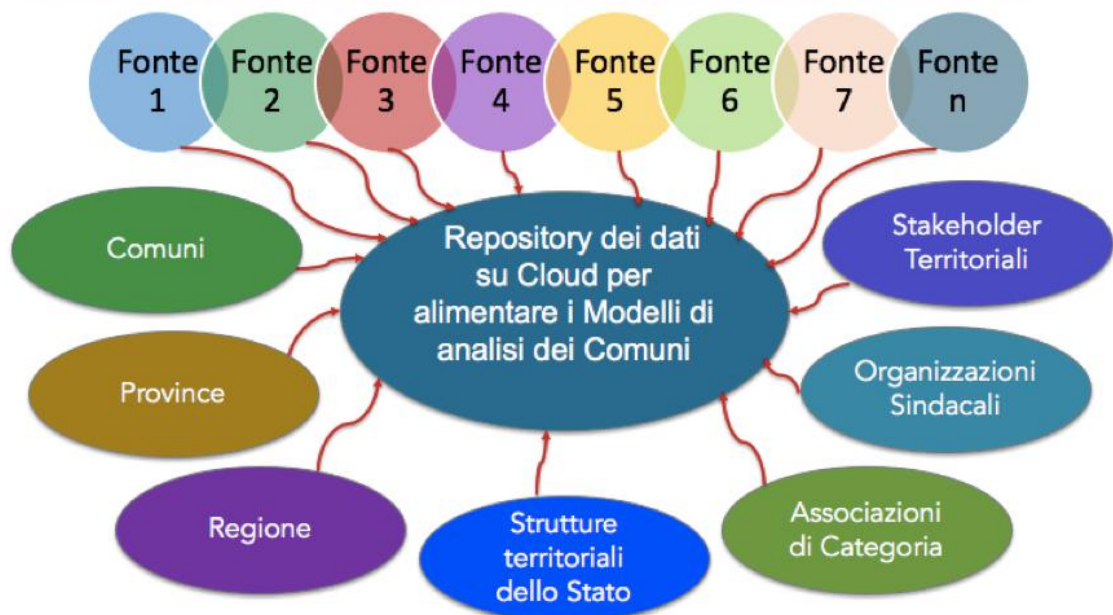 Fonte
1
Fonte
2
Fonte
3
Fonte
4
Fonte
5
Fonte
6
Fonte
7
Fonte
n
Repository dei dati
su Cloud per
alimentare i Modelli di
analisi dei Comuni
Comuni
Province
Regione
Strutture
territoriali
dello Stato
Associazioni
di Categoria
Organizzazioni
Sindacali
Stakeholder
Territoriali